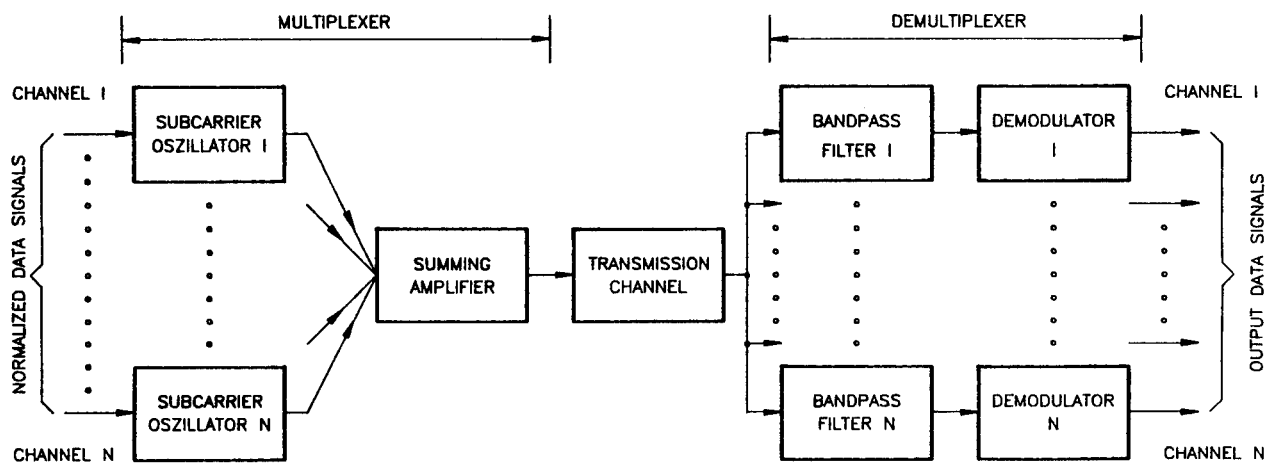 MULTIPLEXER
DEMULTIPLEXER
CHANNEL I
NORMALIZED DATA SIGNALS
CHANNEL N
SUBCARRIER
OSZILLATOR I
SUBCARRIER
OSZILLATOR N
SUMMING
AMPLIFIER
TRANSMISSION
CHANNEL
BANDPASS
FILTER I
DEMODULATOR
I
BANDPASS
FILTER N
DEMODULATOR
N
CHANNEL I
OUTPUT DATA SIGNALS
CHANNEL N